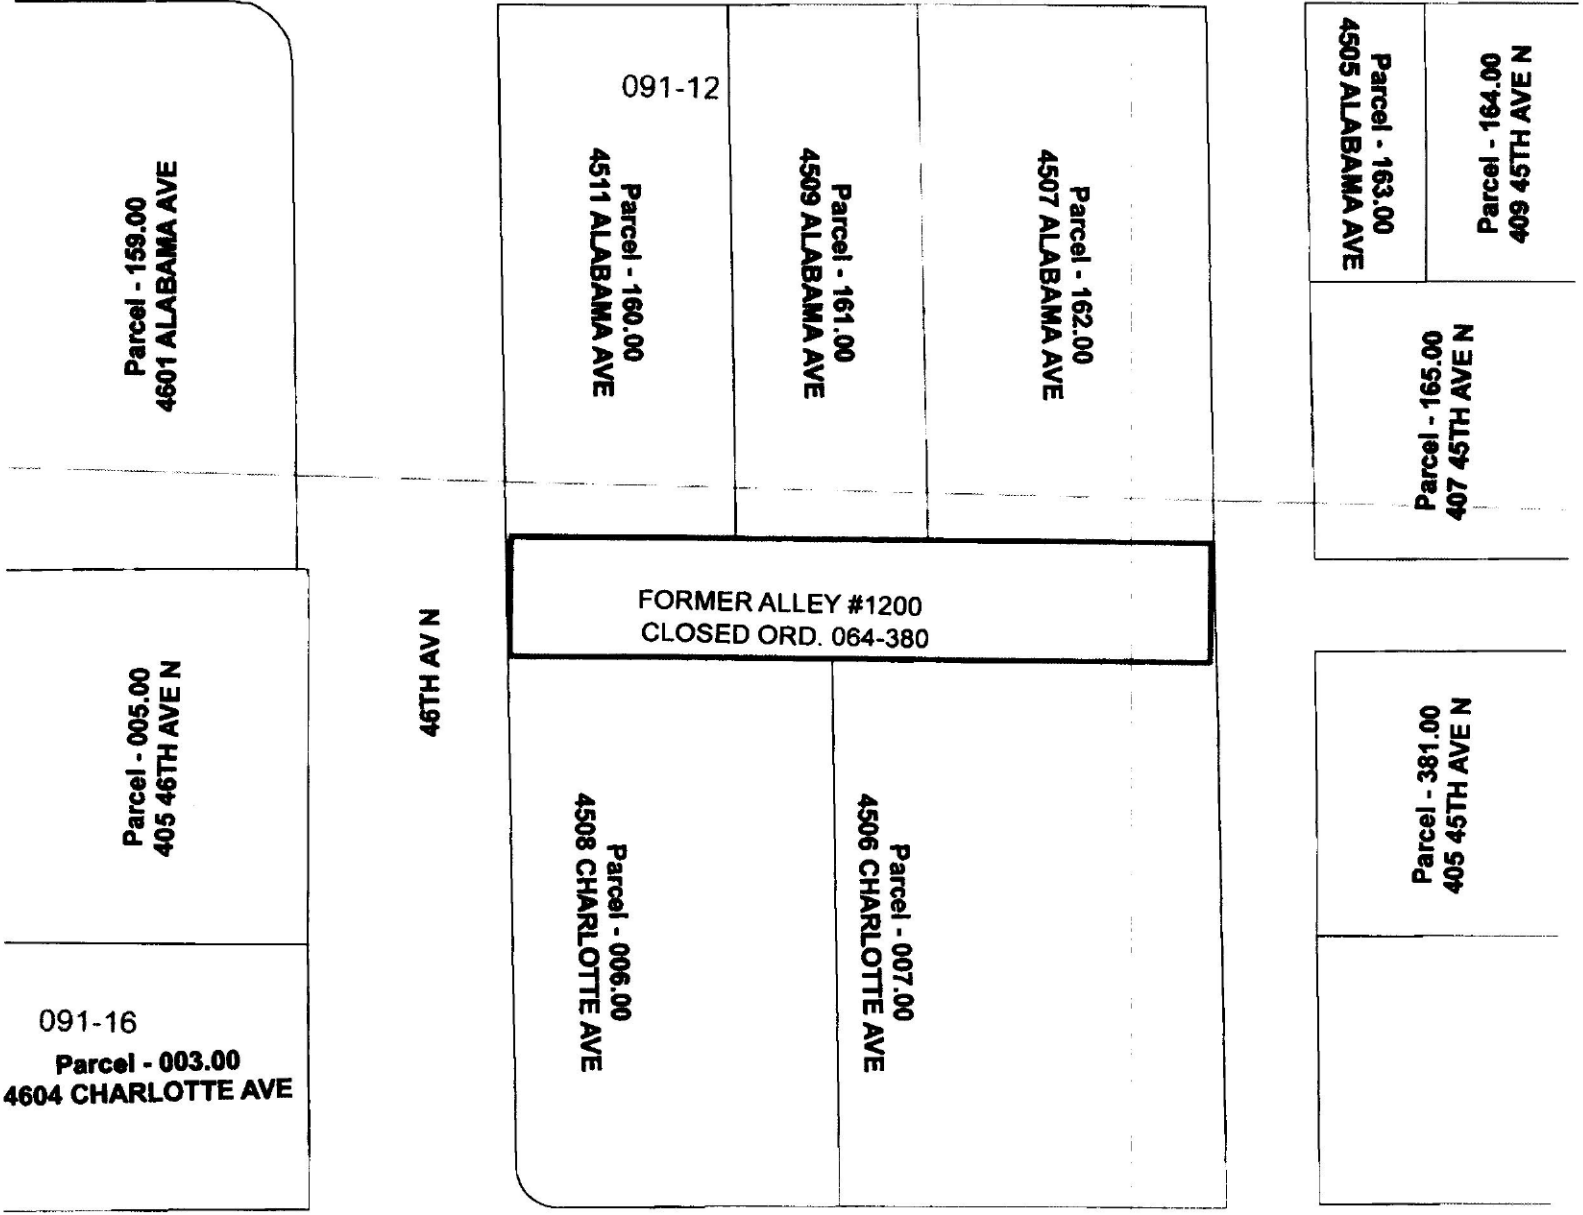 091-12
Parcel - 159.00
4601 ALABAMA AVE
Parcel - 160.00
4511 ALABAMA AVE
Parcel - 161.00
4509 ALABAMA AVE
Parcel - 162.00
4507 ALABAMA AVE
Parcel - 163.00
4505 ALABAMA AVE
Parcel - 164.00
409 45TH AVE N
Parcel - 165.00
407 45TH AVE N
FORMER ALLEY #1200
CLOSED ORD. 064-380
46TH AV N
Parcel - 005.00
405 46TH AVE N
Parcel - 006.00
4508 CHARLOTTE AVE
Parcel - 007.00
4506 CHARLOTTE AVE
Parcel - 381.00
405 45TH AVE N
091-16
Parcel - 003.00
4604 CHARLOTTE AVE